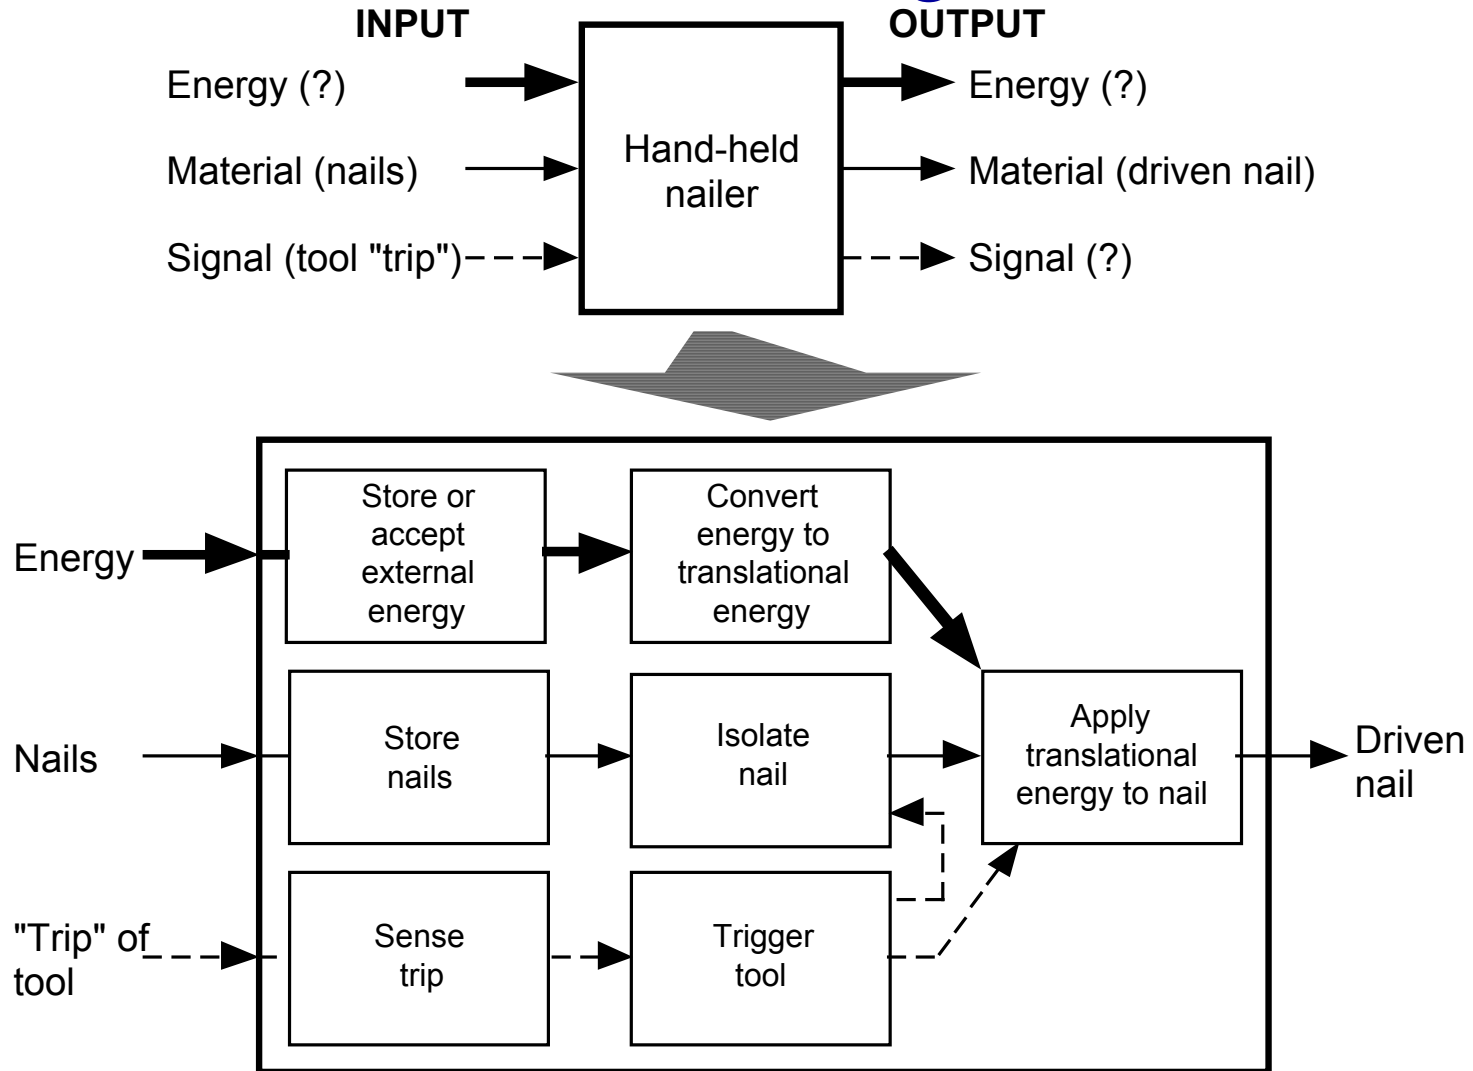 INPUT
OUTPUT
Energy (?)
Energy (?)
Hand-held
nailer
Material (nails)
Material (driven nail)
Signal (tool "trip")
Signal (?)
Energy
Store or
accept
external
energy
Convert
energy to
translational
energy
Nails
Store
nails
Isolate
nail
Apply
translational
energy to nail
Driven
nail
"Trip" of
tool
Sense
trip
Trigger
tool